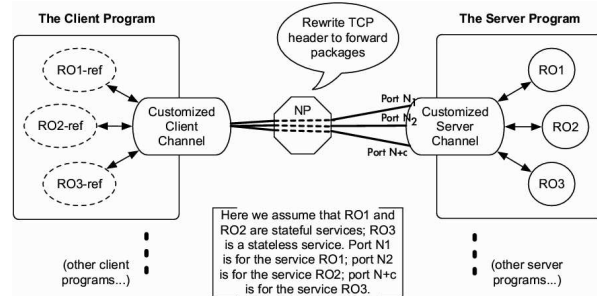 The Client Program
Rewrite TCP
header to forward
packages
The Server Program
RO1-ref
RO2-ref
RO3-ref
Customized
Client
Channel
NP
Port N1
Port N2
Port N+c
Customized
Server
Channel
RO1
RO2
RO3
Here we assume that RO1 and
RO2 are stateful services; RO3
is a stateless service. Port N1
is for the service RO1; port N2
is for the service RO2; port N+c
is for the service RO3.
(other client
programs...)
(other server
programs...)